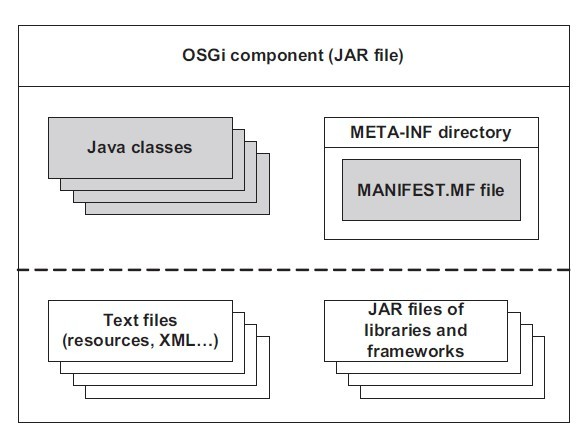 OSGi component (JAR file)
Java classes
META-INF directory
MANIFEST.MF file
Text files
(resources, XML…)
JAR files of
libraries and
frameworks